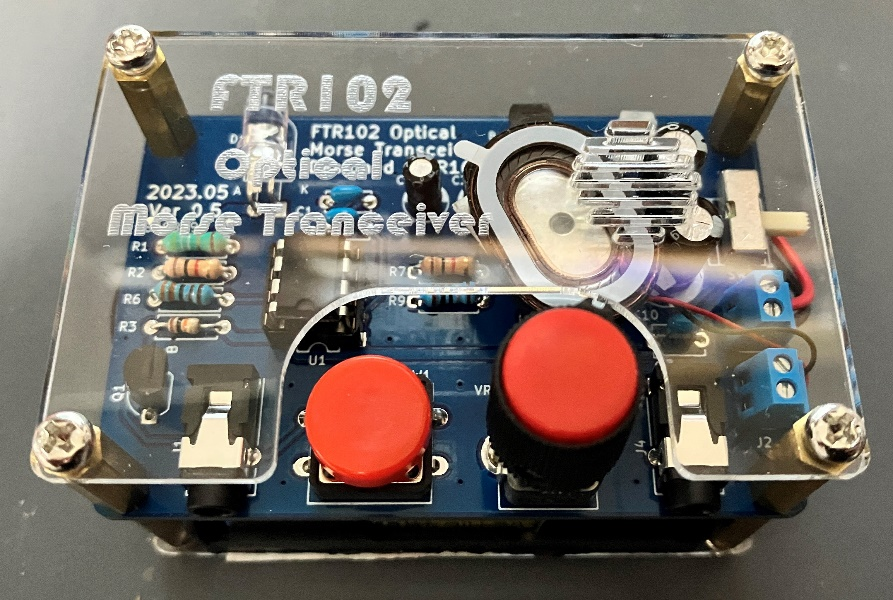 FTR102
Optical
Morse Tranceiver
FTR102 Optical
Morse Transcei
2023.05
Ver 0.5
A
K
R1
R2
R6
R3
R7
R9
U1
Q1
B
VR
J4
J2